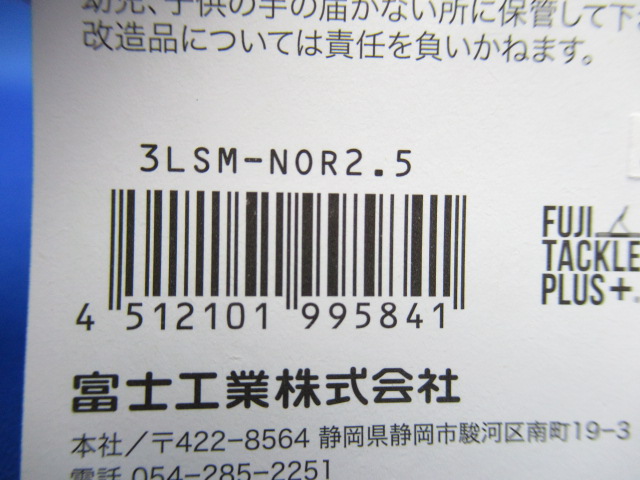 幼児、子供の手の届かない所に保管して下さ
改造品については責任を負いかねます。
3LSM-NOR2.5
4 512101 995841
FUJI
TACKLE
PLUS+
富士工業株式会社
本社/〒422-8564 静岡県静岡市駿河区南町19-3
電話 054-285-2251